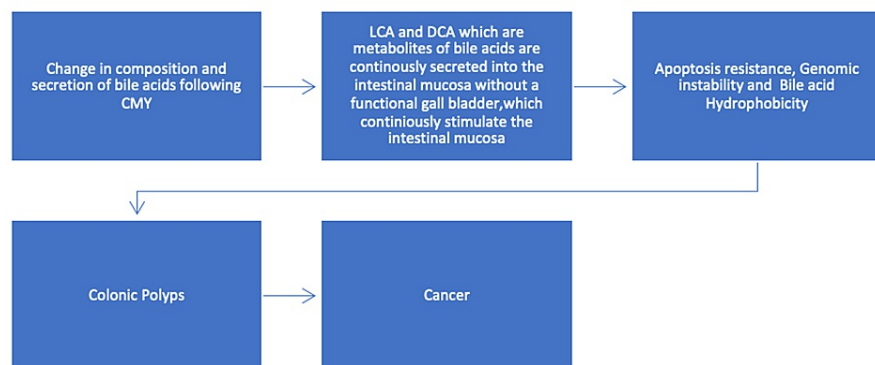 Change in composition and
secretion of bile acids following
CMY
LCA and DCA which are
metabolites of bile acids are
continously secreted into the
intestinal mucosa without a
functional gall bladder,which
continiously stimulate the
intestinal mucosa
Apoptosis resistance, Genomic
instability and  Bile acid
Hydrophobicity
Colonic Polyps
Cancer